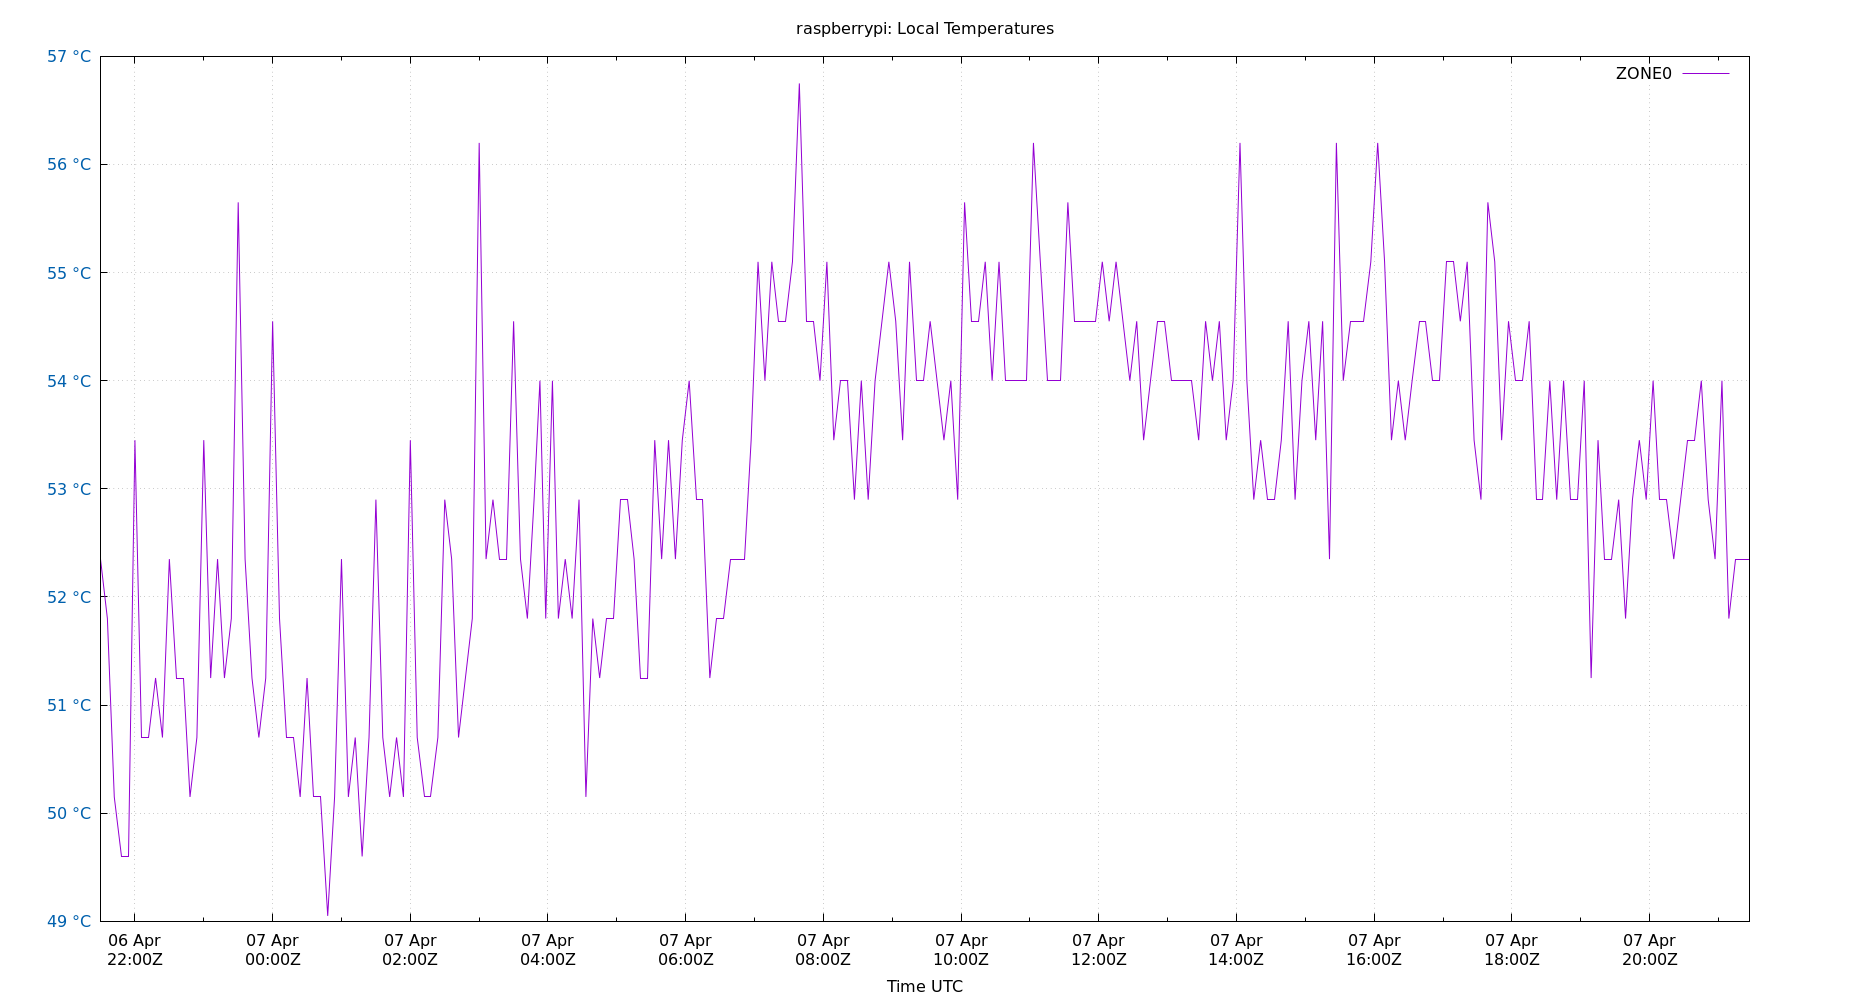 raspberrypi: Local Temperatures
ZONE0
57 °C
56 °C
55 °C
54 °C
53 °C
52 °C
51 °C
50 °C
49 °C
06 Apr 07 Apr 07 Apr 07 Apr 07 Apr 07 Apr 07 Apr 07 Apr 07 Apr 07 Apr 07 Apr 07 Apr
22:00Z 00:00Z 02:00Z 04:00Z 06:00Z 08:00Z 10:00Z 12:00Z 14:00Z 16:00Z 18:00Z 20:00Z
Time UTC